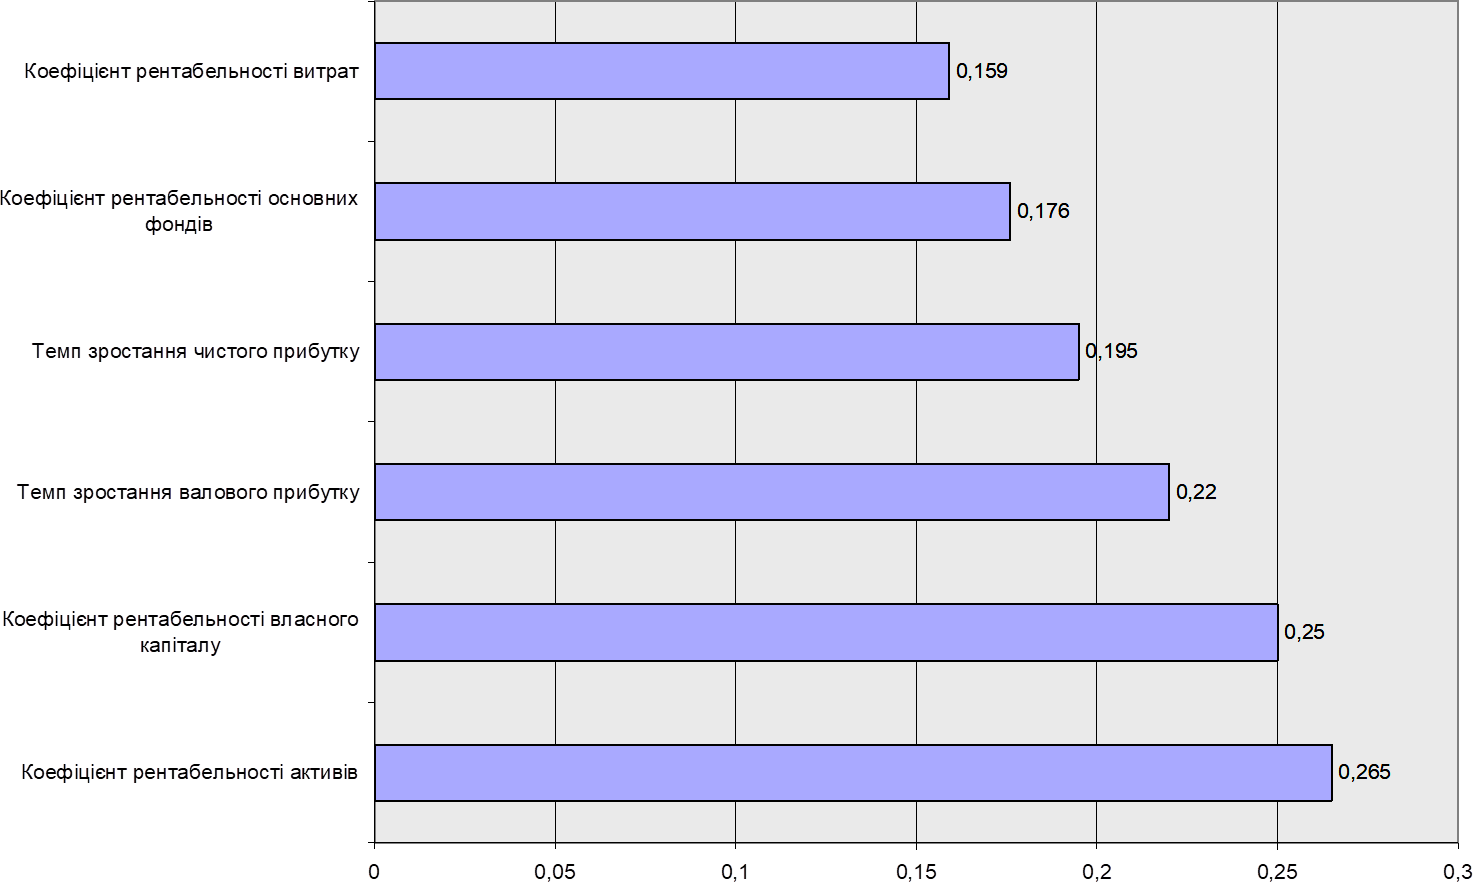 Коефіцієнт рентабельності витрат
0,159
Коефіцієнт рентабельності основних
фондів
0,176
Темп зростання чистого прибутку
0,195
Темп зростання валового прибутку
0,22
Коефіцієнт рентабельності власного
капіталу
0,25
Коефіцієнт рентабельності активів
0,265
0 0,05 0,1 0,15 0,2 0,25 0,3